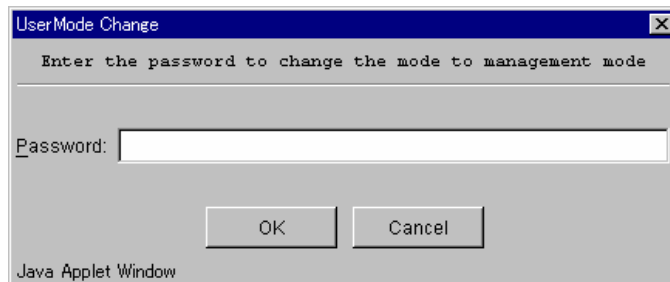 UserMode Change
Enter the password to change the mode to management mode
Password:
OK
Cancel
Java Applet Window